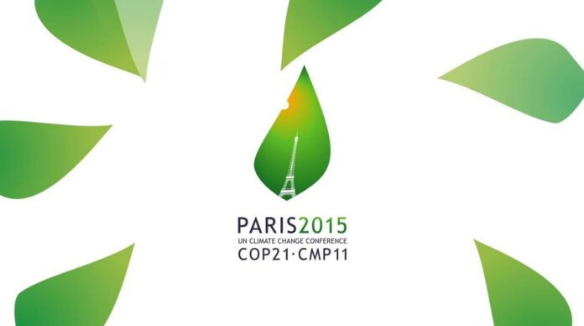 PARIS2015
UN CLIMATE CHANGE CONFERENCE
COP21·CMP11